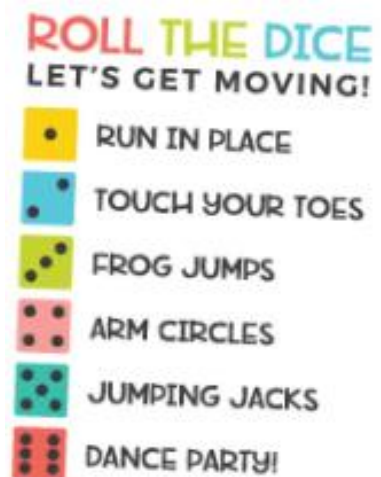 ROLL THE DICE
LET'S GET MOVING!
RUN IN PLACE
TOUCH YOUR TOES
FROG JUMPS
ARM CIRCLES
JUMPING JACKS
DANCE PARTY!